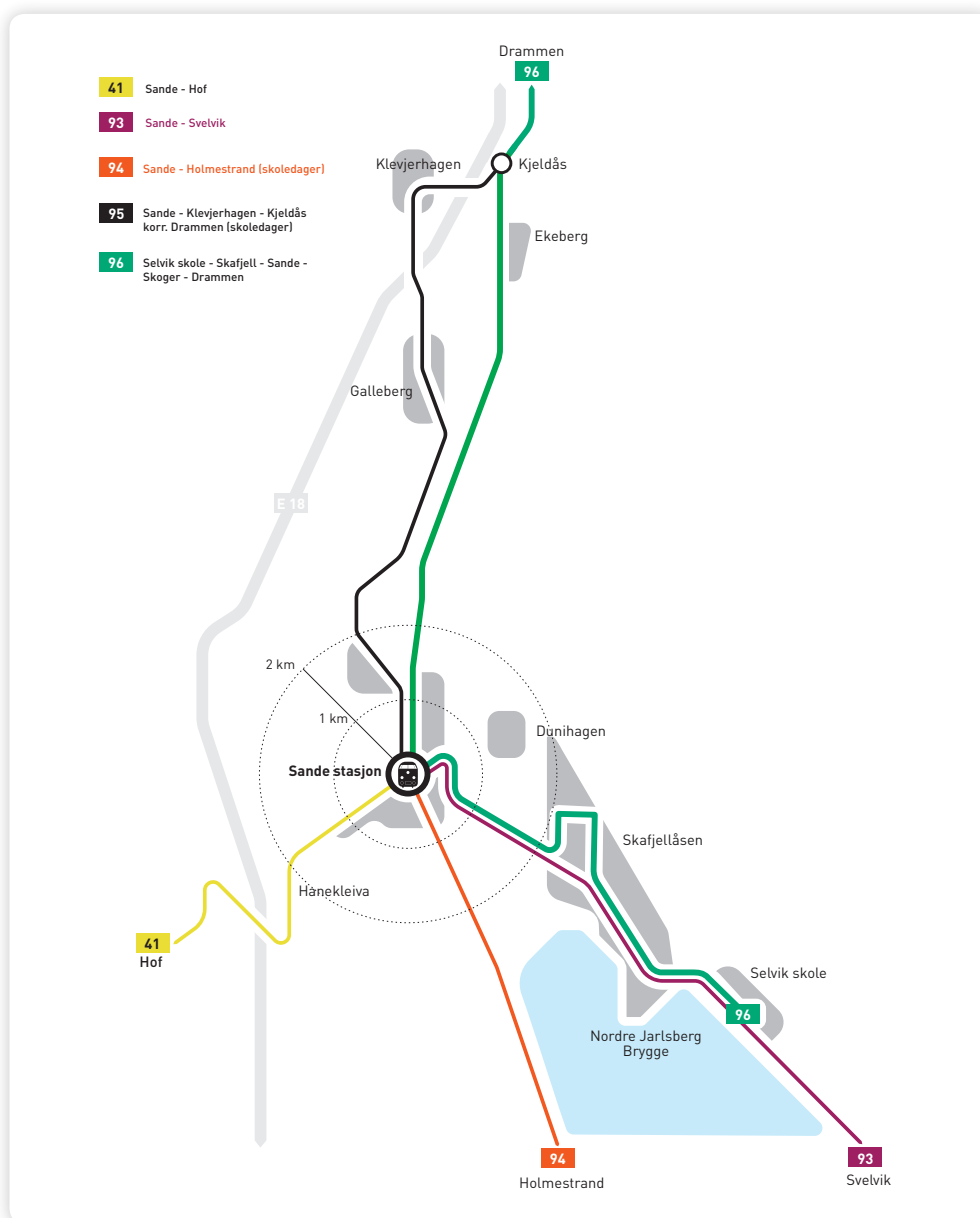 Drammen
96
41 Sande - Hof
93 Sande - Svelvik
94 Sande - Holmestrand (skoledager)
95 Sande - Klevjerhagen - Kjeldås
korr. Drammen (skoledager)
96 Selvik skole - Skafjell - Sande -
Skoger - Drammen
Klevjerhagen
Kjeldås
Ekeberg
Galleberg
E 18
2 km
1 km
Dunihagen
Sande stasjon
Skafjellåsen
Hanekleiva
41
Hof
Selvik skole
96
Nordre Jarlsberg
Brygge
94
Holmestrand
93
Svelvik